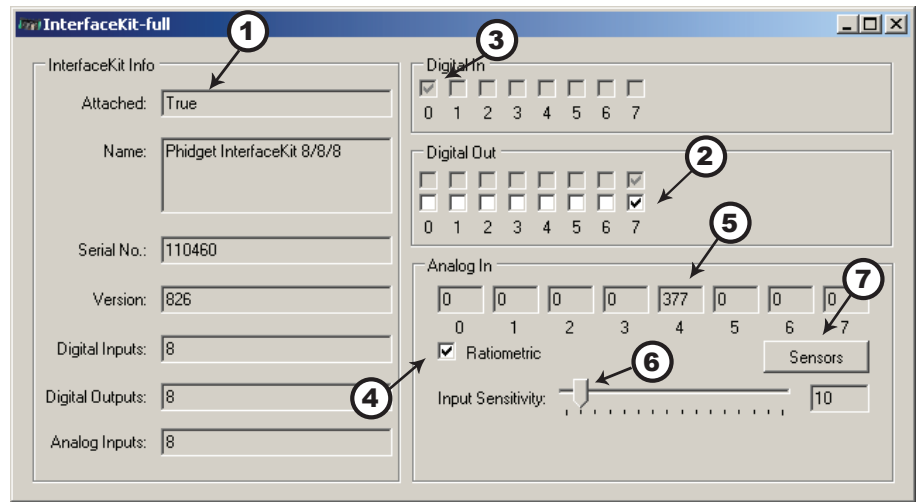 InterfaceKit-full
1
InterfaceKit Info
Attached: True
Name: Phidget InterfaceKit 8/8/8
Serial No.: 110460
Version: 826
Digital Inputs: 8
Digital Outputs: 8
Analog Inputs: 8
3
Digital In
0 1 2 3 4 5 6 7
Digital Out
2
0 1 2 3 4 5 6 7
5
Analog In
7
0 0 0 0 377 0 0 0
0 1 2 3 4 5 6 7
Ratiometric
Sensors
4
6
Input Sensitivity: 10